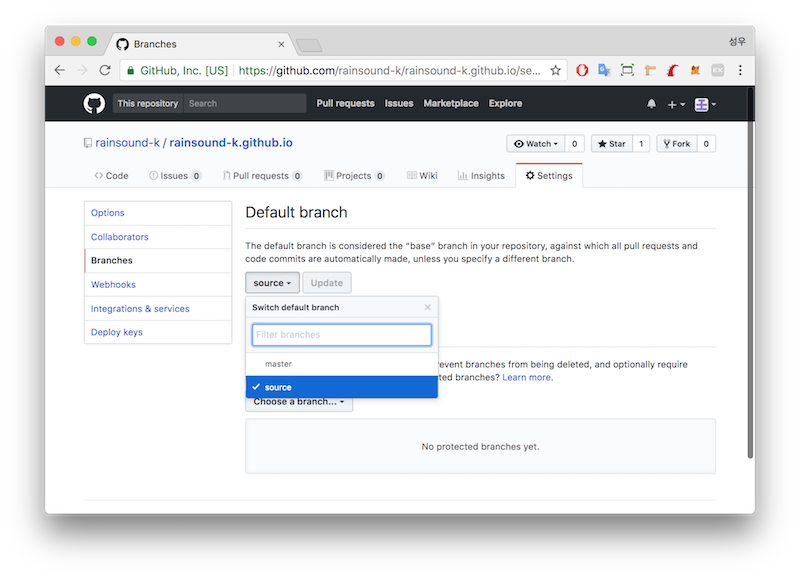 Branches
성우
GitHub, Inc. [US] https://github.com/rainsound-k/rainsound-k.github.io/se...
This repository Search Pull requests Issues Marketplace Explore
rainsound-k / rainsound-k.github.io
Watch 0 Star 1 Fork 0
Code Issues 0 Pull requests 0 Projects 0 Wiki Insights Settings
Options
Collaborators
Branches
Webhooks
Integrations & services
Deploy keys
Default branch
The default branch is considered the “base” branch in your repository, against which all pull requests and
code commits are automatically made, unless you specify a different branch.
source Update
Switch default branch
Filter branches
master
source
event branches from being deleted, and optionally require
ted branches? Learn more.
Choose a branch...
No protected branches yet.